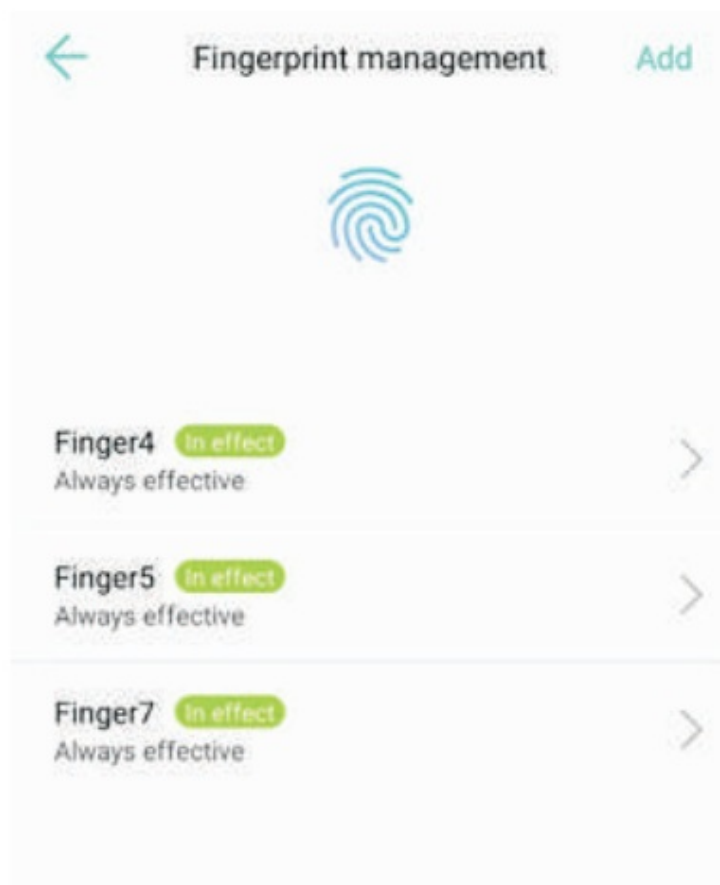 Fingerprint management Add
Finger4 In effect
Always effective
Finger5 In effect
Always effective
Finger7 In effect
Always effective